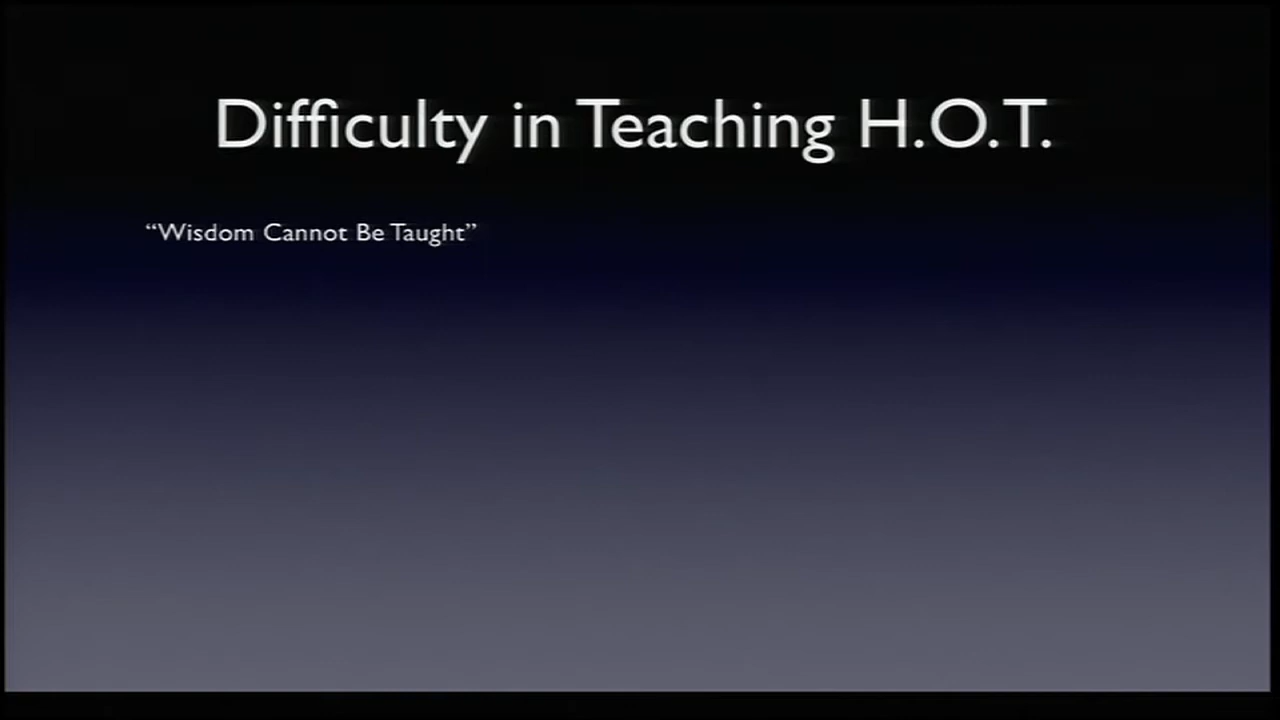 Difficulty in Teaching H.O.T.
“Wisdom Cannot Be Taught”